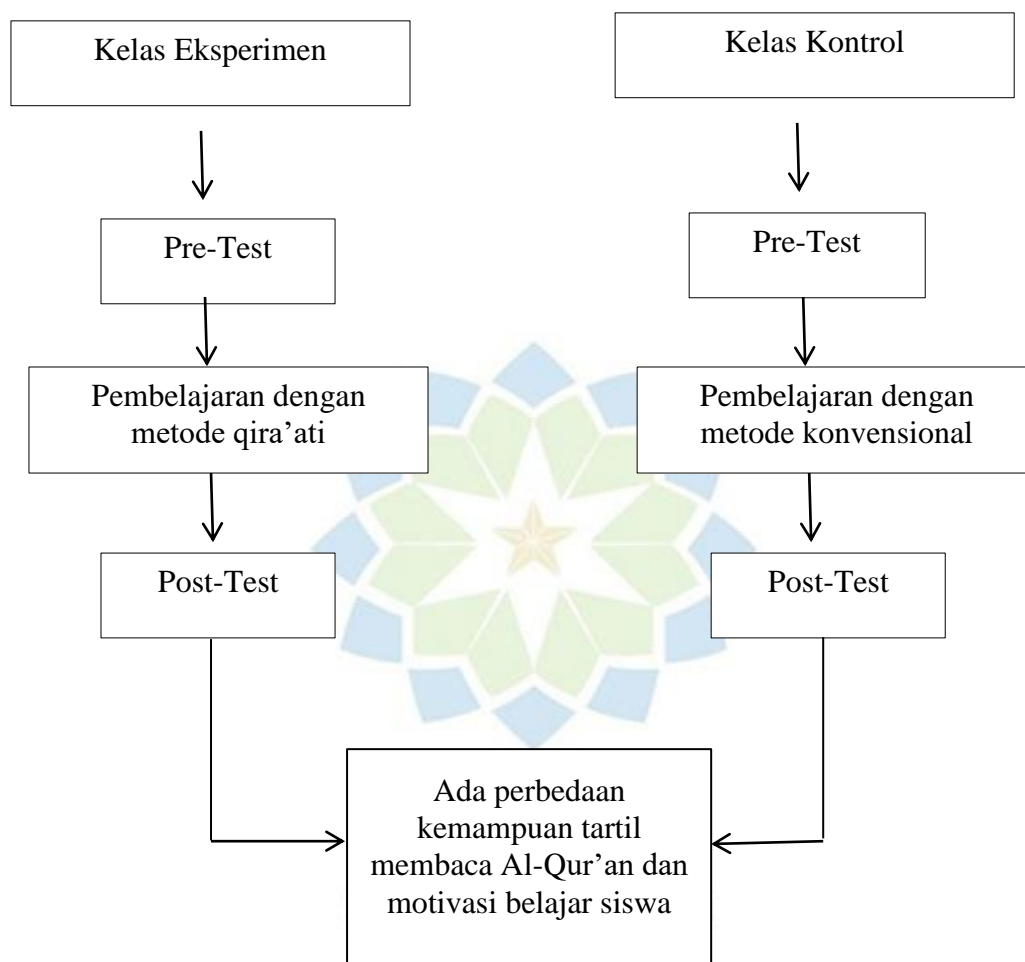 Kelas Eksperimen
Kelas Kontrol
Pre-Test
Pre-Test
Pembelajaran dengan
metode qira’ati
Pembelajaran dengan
metode konvensional
Post-Test
Post-Test
Ada perbedaan
kemampuan tartil
membaca Al-Qur’an dan
motivasi belajar siswa